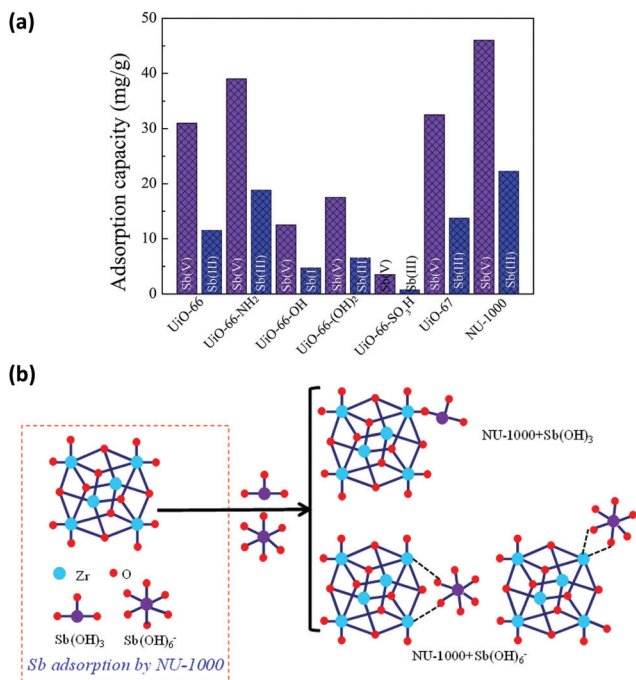 (a)
Adsorption capacity (mg/g)
50
40
30
20
10
0
Sb(V)
Sb(III)
Sb(V)
Sb(III)
Sb(V)
Sb(I
Sb(V)
Sb(III)
Sb(V)
Sb(III)
Sb(V)
Sb(III)
Sb(V)
Sb(III)
UiO-66
UiO-66-NH₂
UiO-66-OH
UiO-66-(OH)₂
UiO-66-SO₃H
UiO-67
NU-1000
(b)
NU-1000+Sb(OH)₃
Zr
O
Sb(OH)₃
Sb(OH)₆⁻
Sb adsorption by NU-1000
NU-1000+Sb(OH)₆⁻